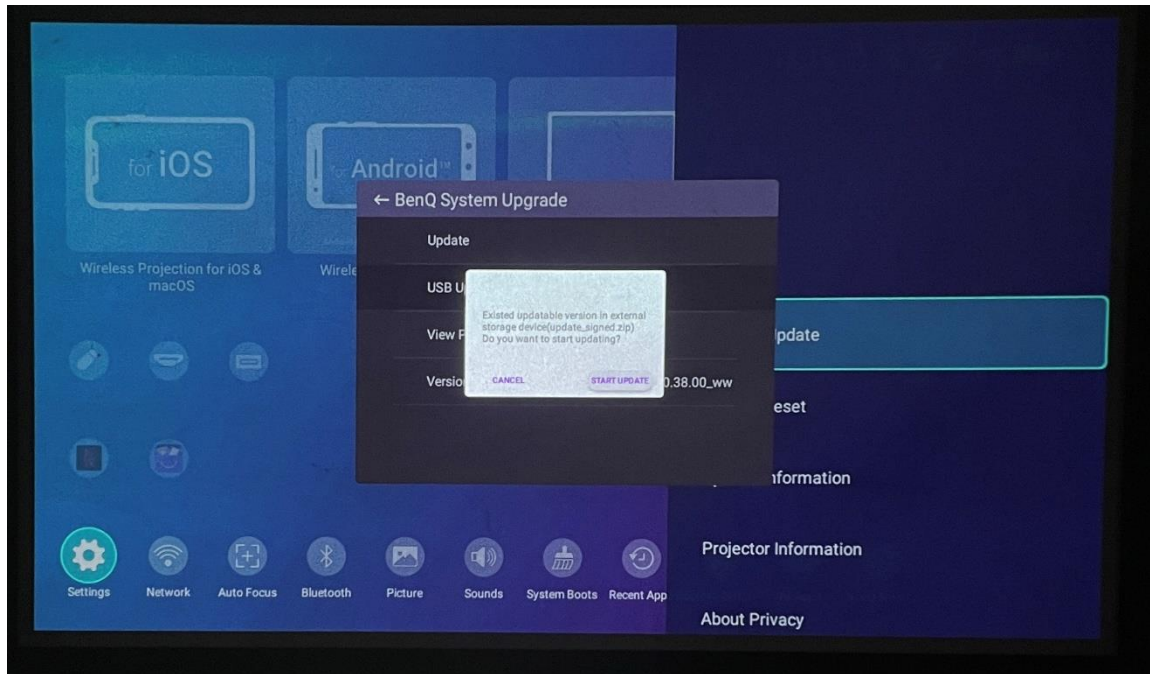 for iOS
for Android™
Wireless Projection for iOS &
macOS
Wirele
← BenQ System Upgrade
Update
USB U
View P
Versio
0.38.00_ww
Existed updatable version in external
storage device(update_signed.zip)
Do you want to start updating?
CANCEL
START UPDATE
pdate
eset
nformation
Projector Information
About Privacy
Settings
Network
Auto Focus
Bluetooth
Picture
Sounds
System Boots
Recent App